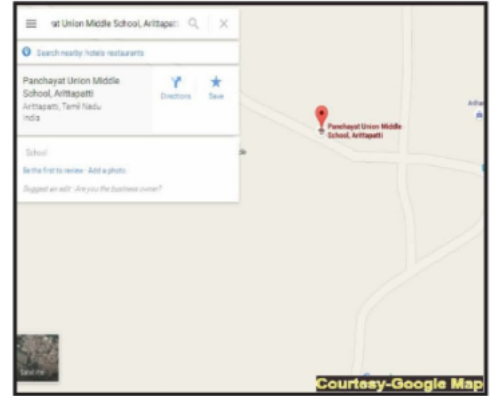 at Union Middle School, Arittapatti
Search nearby hotels restaurants
Panchayat Union Middle
School, Arittapatti
Arittapatti, Tamil Nadu
India
Directions
Save
School
Be the first to review · Add a photo
Suggest an edit · Are you the business owner?
Panchayat Union Middle
School, Arittapatti
Courtesy-Google Map